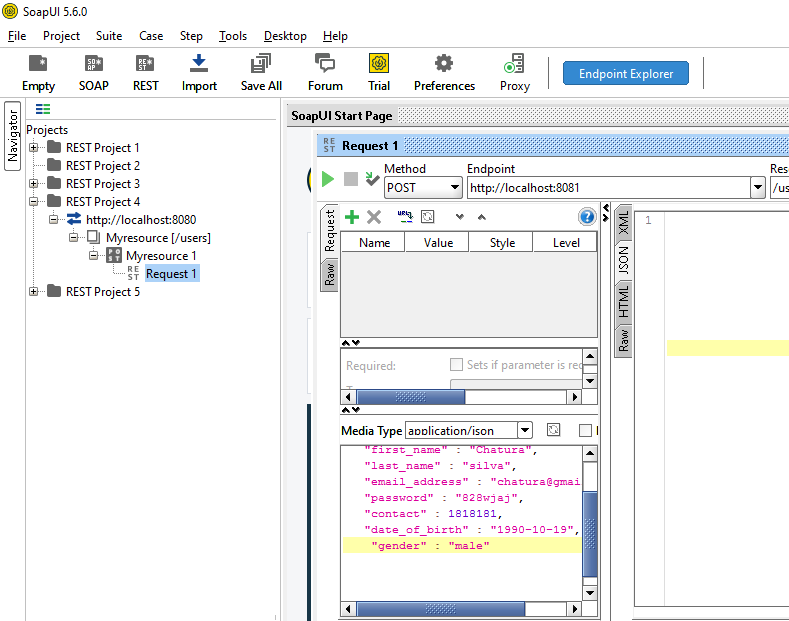 SoapUI 5.6.0
File Project Suite Case Step Tools Desktop Help
Empty SOAP REST Import Save All Forum Trial Preferences Proxy Endpoint Explorer
Navigator
Projects
REST Project 1
REST Project 2
REST Project 3
REST Project 4
http://localhost:8080
Myresource [/users]
Myresource 1
Request 1
REST Project 5
SoapUI Start Page
Request 1
Method Endpoint Res
POST http://localhost:8081 /us
Request
Raw
Name Value Style Level
Required: Sets if parameter is rec
Media Type application/json
"first_name" : "Chatura",
"last_name" : "silva",
"email_address" : "chatura@gmai
"password" : "828wjaj",
"contact" : 1818181,
"date_of_birth" : "1990-10-19",
"gender" : "male"
XML
JSON
HTML
Raw
1